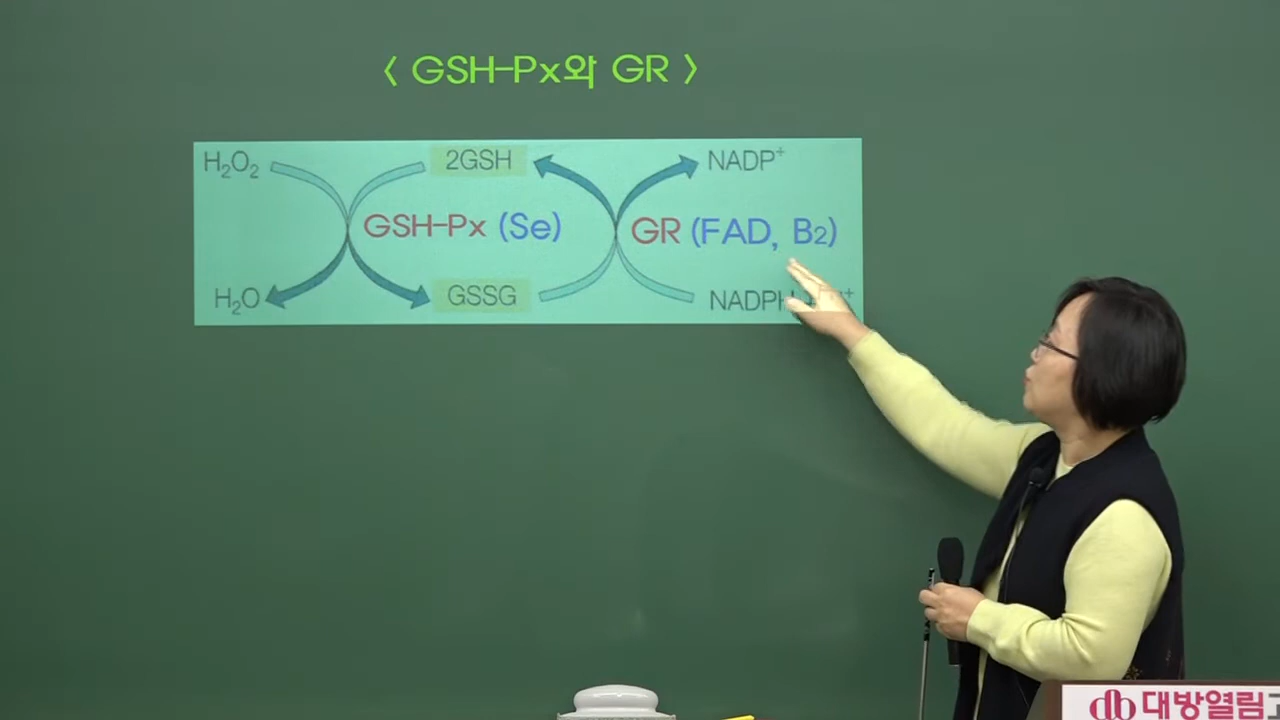 < GSH-Px와 GR >
H₂O₂ 2GSH NADP⁺
GSH-Px (Se) GR (FAD, B₂)
H₂O GSSG NADPH
대방열림